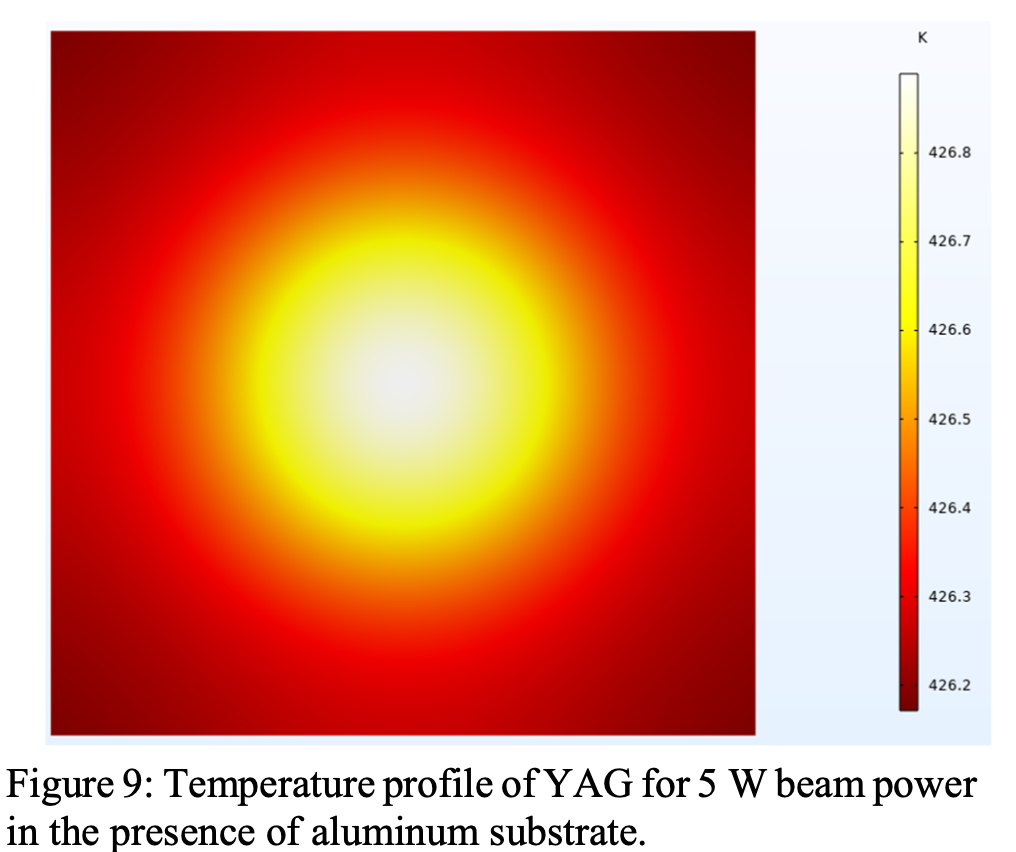 K
426.8
426.7
426.6
426.5
426.4
426.3
426.2
Figure 9: Temperature profile of YAG for 5 W beam power
in the presence of aluminum substrate.